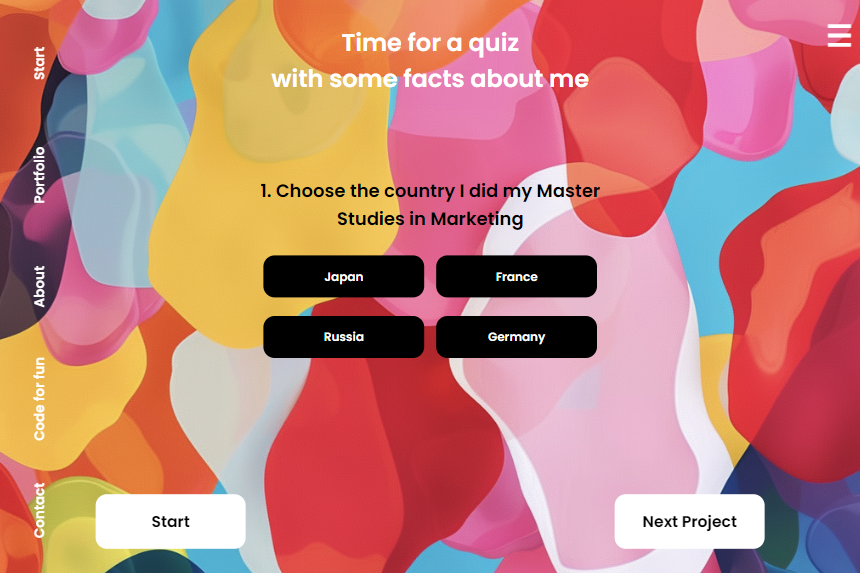 Time for a quiz
with some facts about me
Start
Portfolio
About
Code for fun
Contact
1. Choose the country I did my Master
Studies in Marketing
Japan
France
Russia
Germany
Start
Next Project